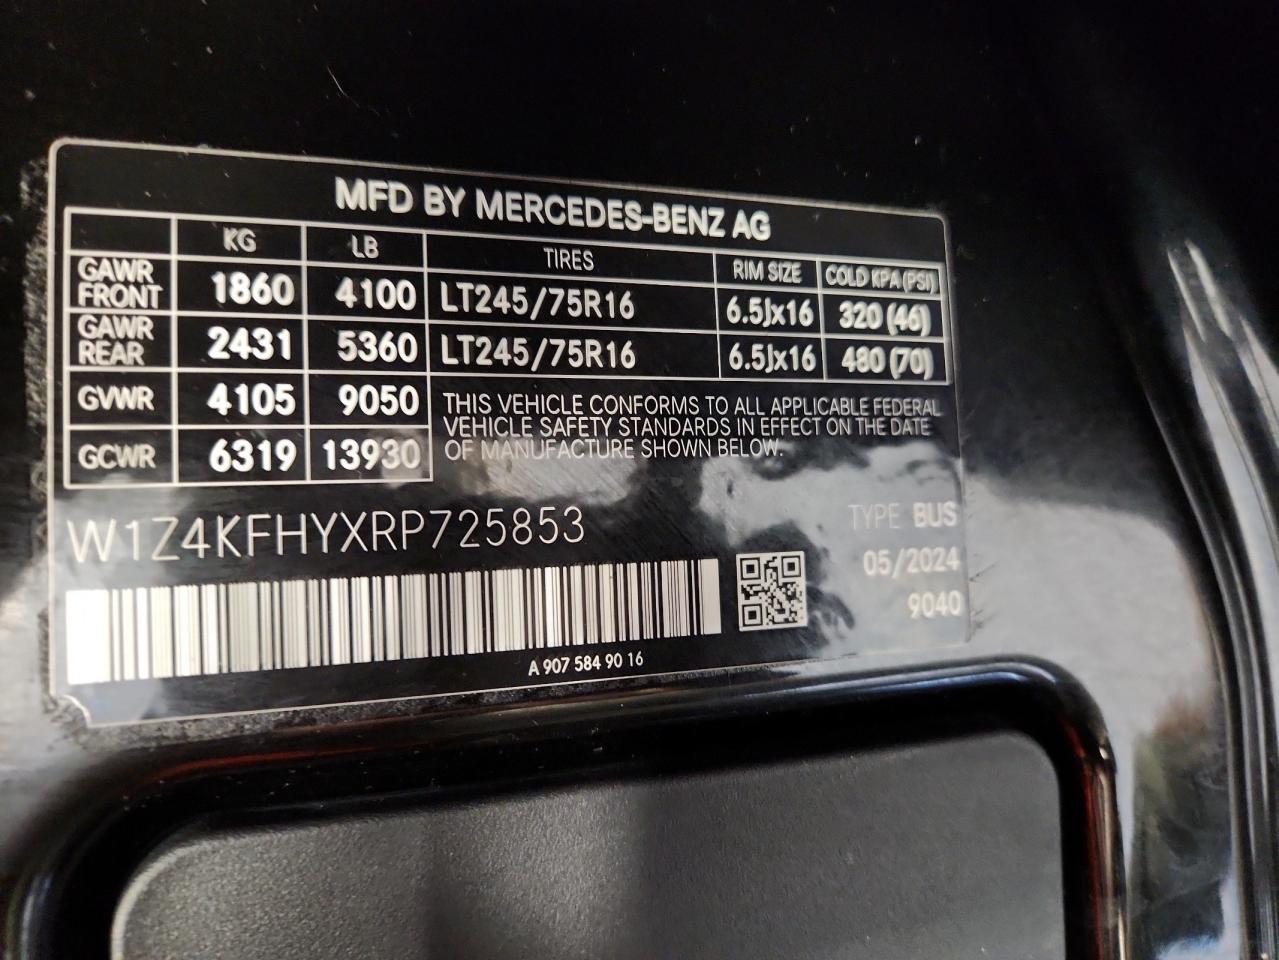 MFD BY MERCEDES-BENZ AG
KG LB TIRES RIM SIZE COLD KPA (PSI)
GAWR FRONT 1860 4100 LT245/75R16 6.5Jx16 320 (46)
GAWR REAR 2431 5360 LT245/75R16 6.5Jx16 480 (70)
GVWR 4105 9050
GCWR 6319 13930
THIS VEHICLE CONFORMS TO ALL APPLICABLE FEDERAL
VEHICLE SAFETY STANDARDS IN EFFECT ON THE DATE
OF MANUFACTURE SHOWN BELOW.
W1Z4KFHYXRP725853
TYPE BUS
05/2024
9040
A 907 584 90 16